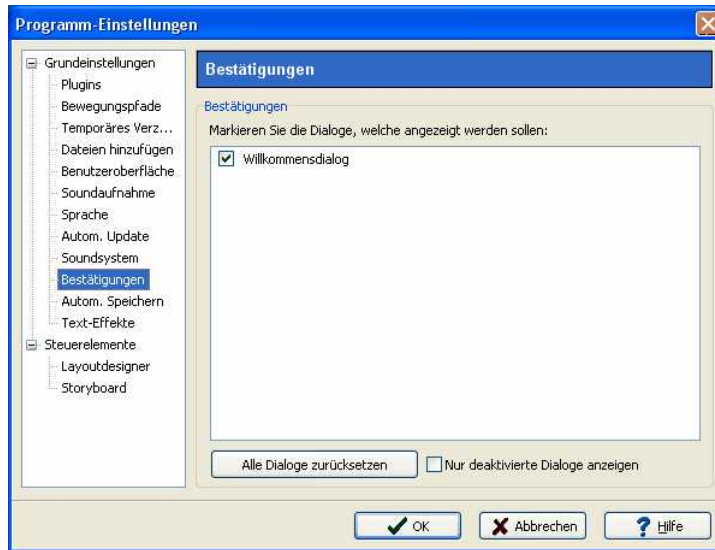 Programm-Einstellungen
Grundeinstellungen
Plugins
Bewegungspfade
Temporäres Verz...
Dateien hinzufügen
Benutzeroberfläche
Soundaufnahme
Sprache
Autom. Update
Soundsystem
Bestätigungen
Autom. Speichern
Text-Effekte
Steuerelemente
Layoutdesigner
Storyboard
Bestätigungen
Bestätigungen
Markieren Sie die Dialoge, welche angezeigt werden sollen:
Willkommensdialog
Alle Dialoge zurücksetzen
Nur deaktivierte Dialoge anzeigen
OK
Abbrechen
Hilfe